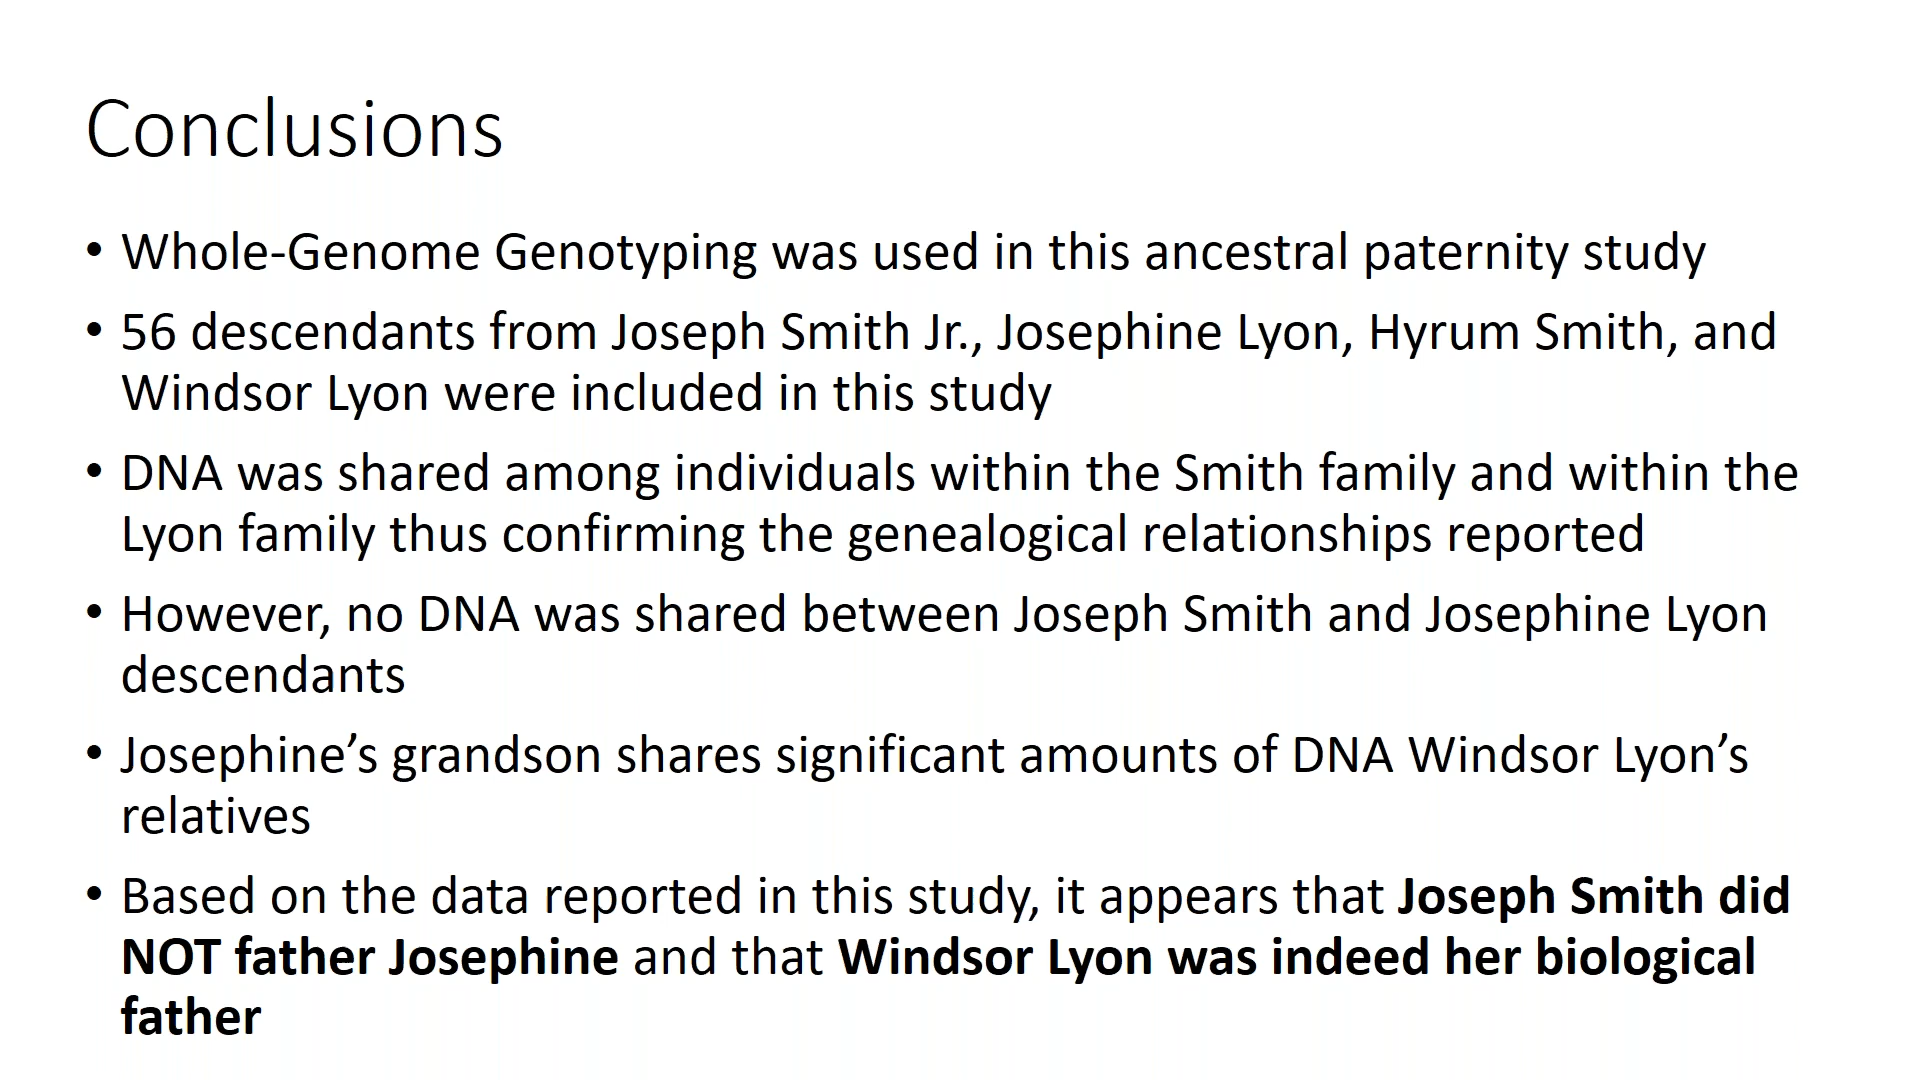 Conclusions
• Whole-Genome Genotyping was used in this ancestral paternity study
• 56 descendants from Joseph Smith Jr., Josephine Lyon, Hyrum Smith, and
Windsor Lyon were included in this study
• DNA was shared among individuals within the Smith family and within the
Lyon family thus confirming the genealogical relationships reported
• However, no DNA was shared between Joseph Smith and Josephine Lyon
descendants
• Josephine’s grandson shares significant amounts of DNA Windsor Lyon’s
relatives
• Based on the data reported in this study, it appears that Joseph Smith did
NOT father Josephine and that Windsor Lyon was indeed her biological
father